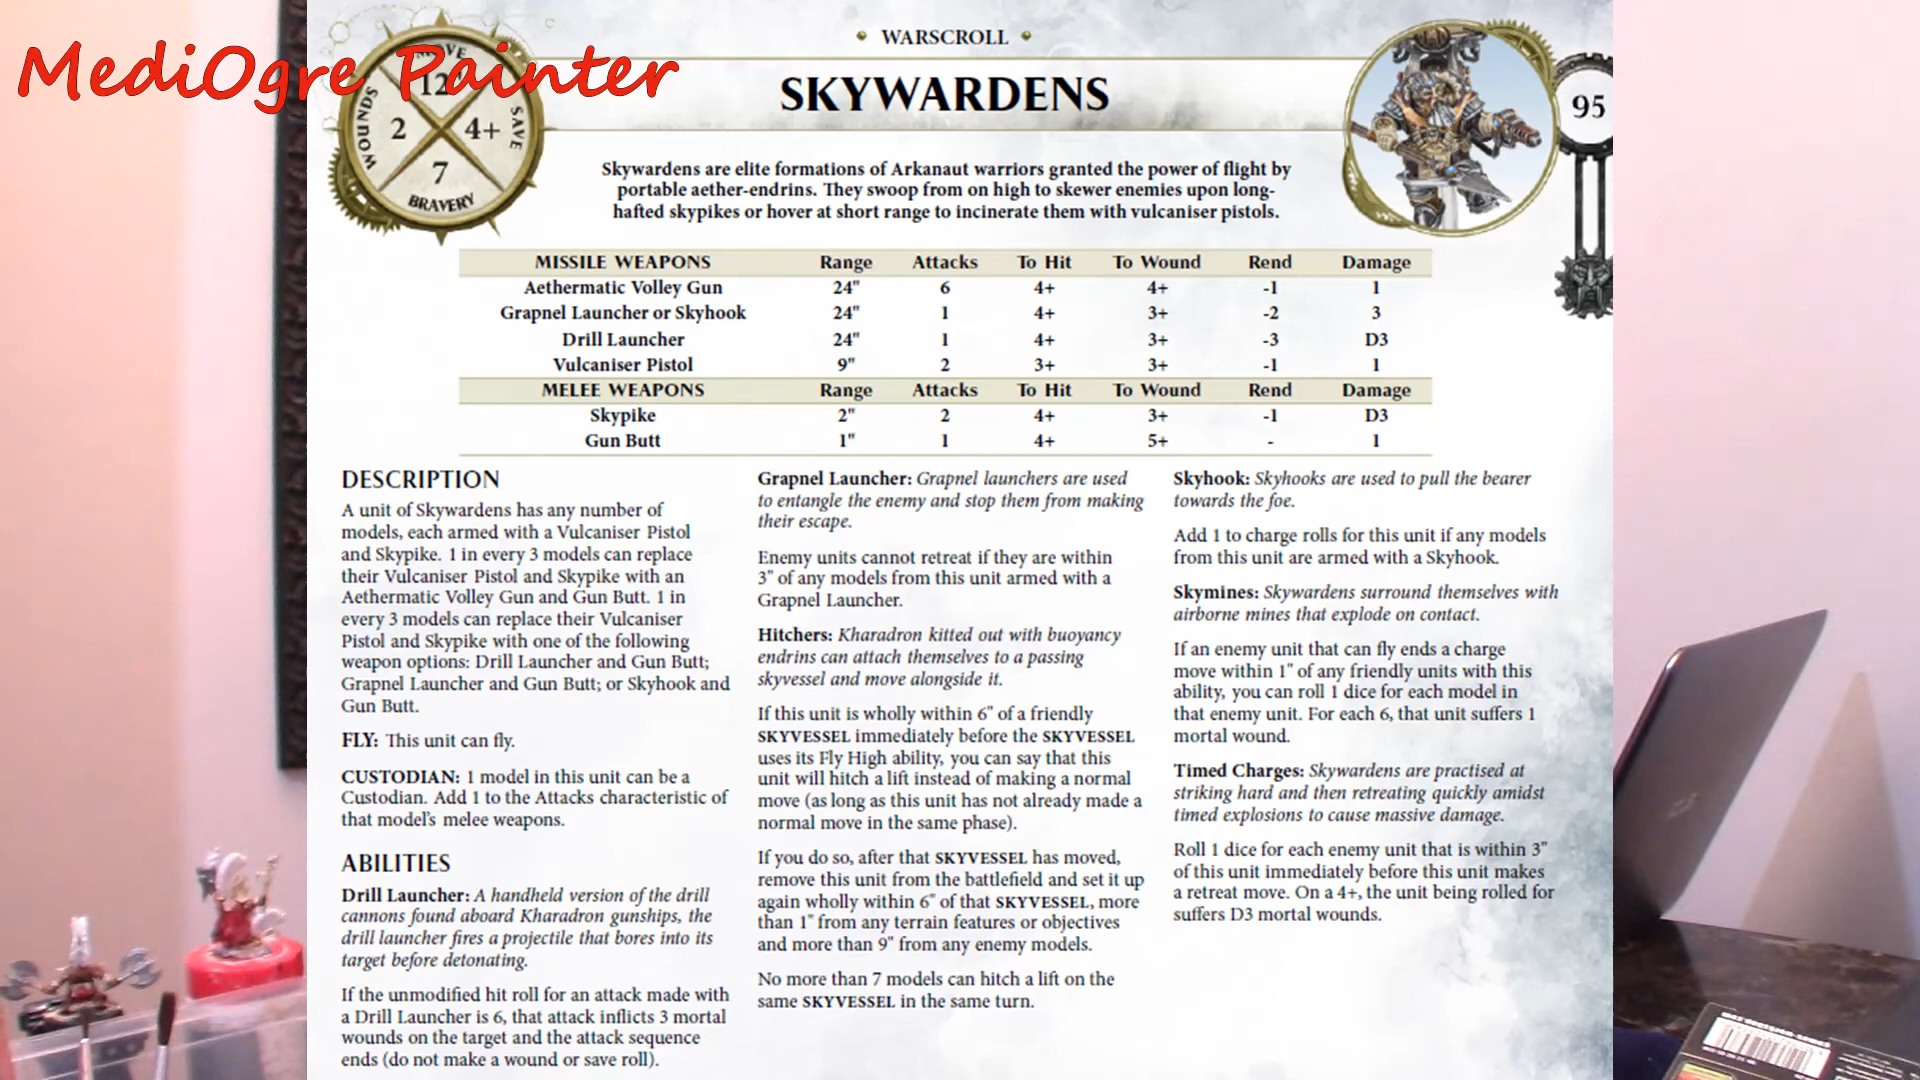 MediOgre Painter
WARSCROLL
SKYWARDENS
MOVE
12"
WOUNDS
2
4+
SAVE
7
BRAVERY
95
Skywardens are elite formations of Arkanaut warriors granted the power of flight by
portable aether-endrins. They swoop from on high to skewer enemies upon long-
hafted skypikes or hover at short range to incinerate them with vulcaniser pistols.
MISSILE WEAPONS Range Attacks To Hit To Wound Rend Damage
Aethermatic Volley Gun 24" 6 4+ 4+ -1 1
Grapnel Launcher or Skyhook 24" 1 4+ 3+ -2 3
Drill Launcher 24" 1 4+ 3+ -3 D3
Vulcaniser Pistol 9" 2 3+ 3+ -1 1
MELEE WEAPONS Range Attacks To Hit To Wound Rend Damage
Skypike 2" 2 4+ 3+ -1 D3
Gun Butt 1" 1 4+ 5+ - 1
DESCRIPTION
A unit of Skywardens has any number of
models, each armed with a Vulcaniser Pistol
and Skypike. 1 in every 3 models can replace
their Vulcaniser Pistol and Skypike with an
Aethermatic Volley Gun and Gun Butt. 1 in
every 3 models can replace their Vulcaniser
Pistol and Skypike with one of the following
weapon options: Drill Launcher and Gun Butt;
Grapnel Launcher and Gun Butt; or Skyhook and
Gun Butt.
FLY: This unit can fly.
CUSTODIAN: 1 model in this unit can be a
Custodian. Add 1 to the Attacks characteristic of
that model's melee weapons.
ABILITIES
Drill Launcher: A handheld version of the drill
cannons found aboard Kharadron gunships, the
drill launcher fires a projectile that bores into its
target before detonating.
If the unmodified hit roll for an attack made with
a Drill Launcher is 6, that attack inflicts 3 mortal
wounds on the target and the attack sequence
ends (do not make a wound or save roll).
Grapnel Launcher: Grapnel launchers are used
to entangle the enemy and stop them from making
their escape.
Enemy units cannot retreat if they are within
3" of any models from this unit armed with a
Grapnel Launcher.
Hitchers: Kharadron kitted out with buoyancy
endrins can attach themselves to a passing
skyvessel and move alongside it.
If this unit is wholly within 6" of a friendly
SKYVESSEL immediately before the SKYVESSEL
uses its Fly High ability, you can say that this
unit will hitch a lift instead of making a normal
move (as long as this unit has not already made a
normal move in the same phase).
If you do so, after that SKYVESSEL has moved,
remove this unit from the battlefield and set it up
again wholly within 6" of that SKYVESSEL, more
than 1" from any terrain features or objectives
and more than 9" from any enemy models.
No more than 7 models can hitch a lift on the
same SKYVESSEL in the same turn.
Skyhook: Skyhooks are used to pull the bearer
towards the foe.
Add 1 to charge rolls for this unit if any models
from this unit are armed with a Skyhook.
Skymines: Skywardens surround themselves with
airborne mines that explode on contact.
If an enemy unit that can fly ends a charge
move within 1" of any friendly units with this
ability, you can roll 1 dice for each model in
that enemy unit. For each 6, that unit suffers 1
mortal wound.
Timed Charges: Skywardens are practised at
striking hard and then retreating quickly amidst
timed explosions to cause massive damage.
Roll 1 dice for each enemy unit that is within 3"
of this unit immediately before this unit makes
a retreat move. On a 4+, the unit being rolled for
suffers D3 mortal wounds.